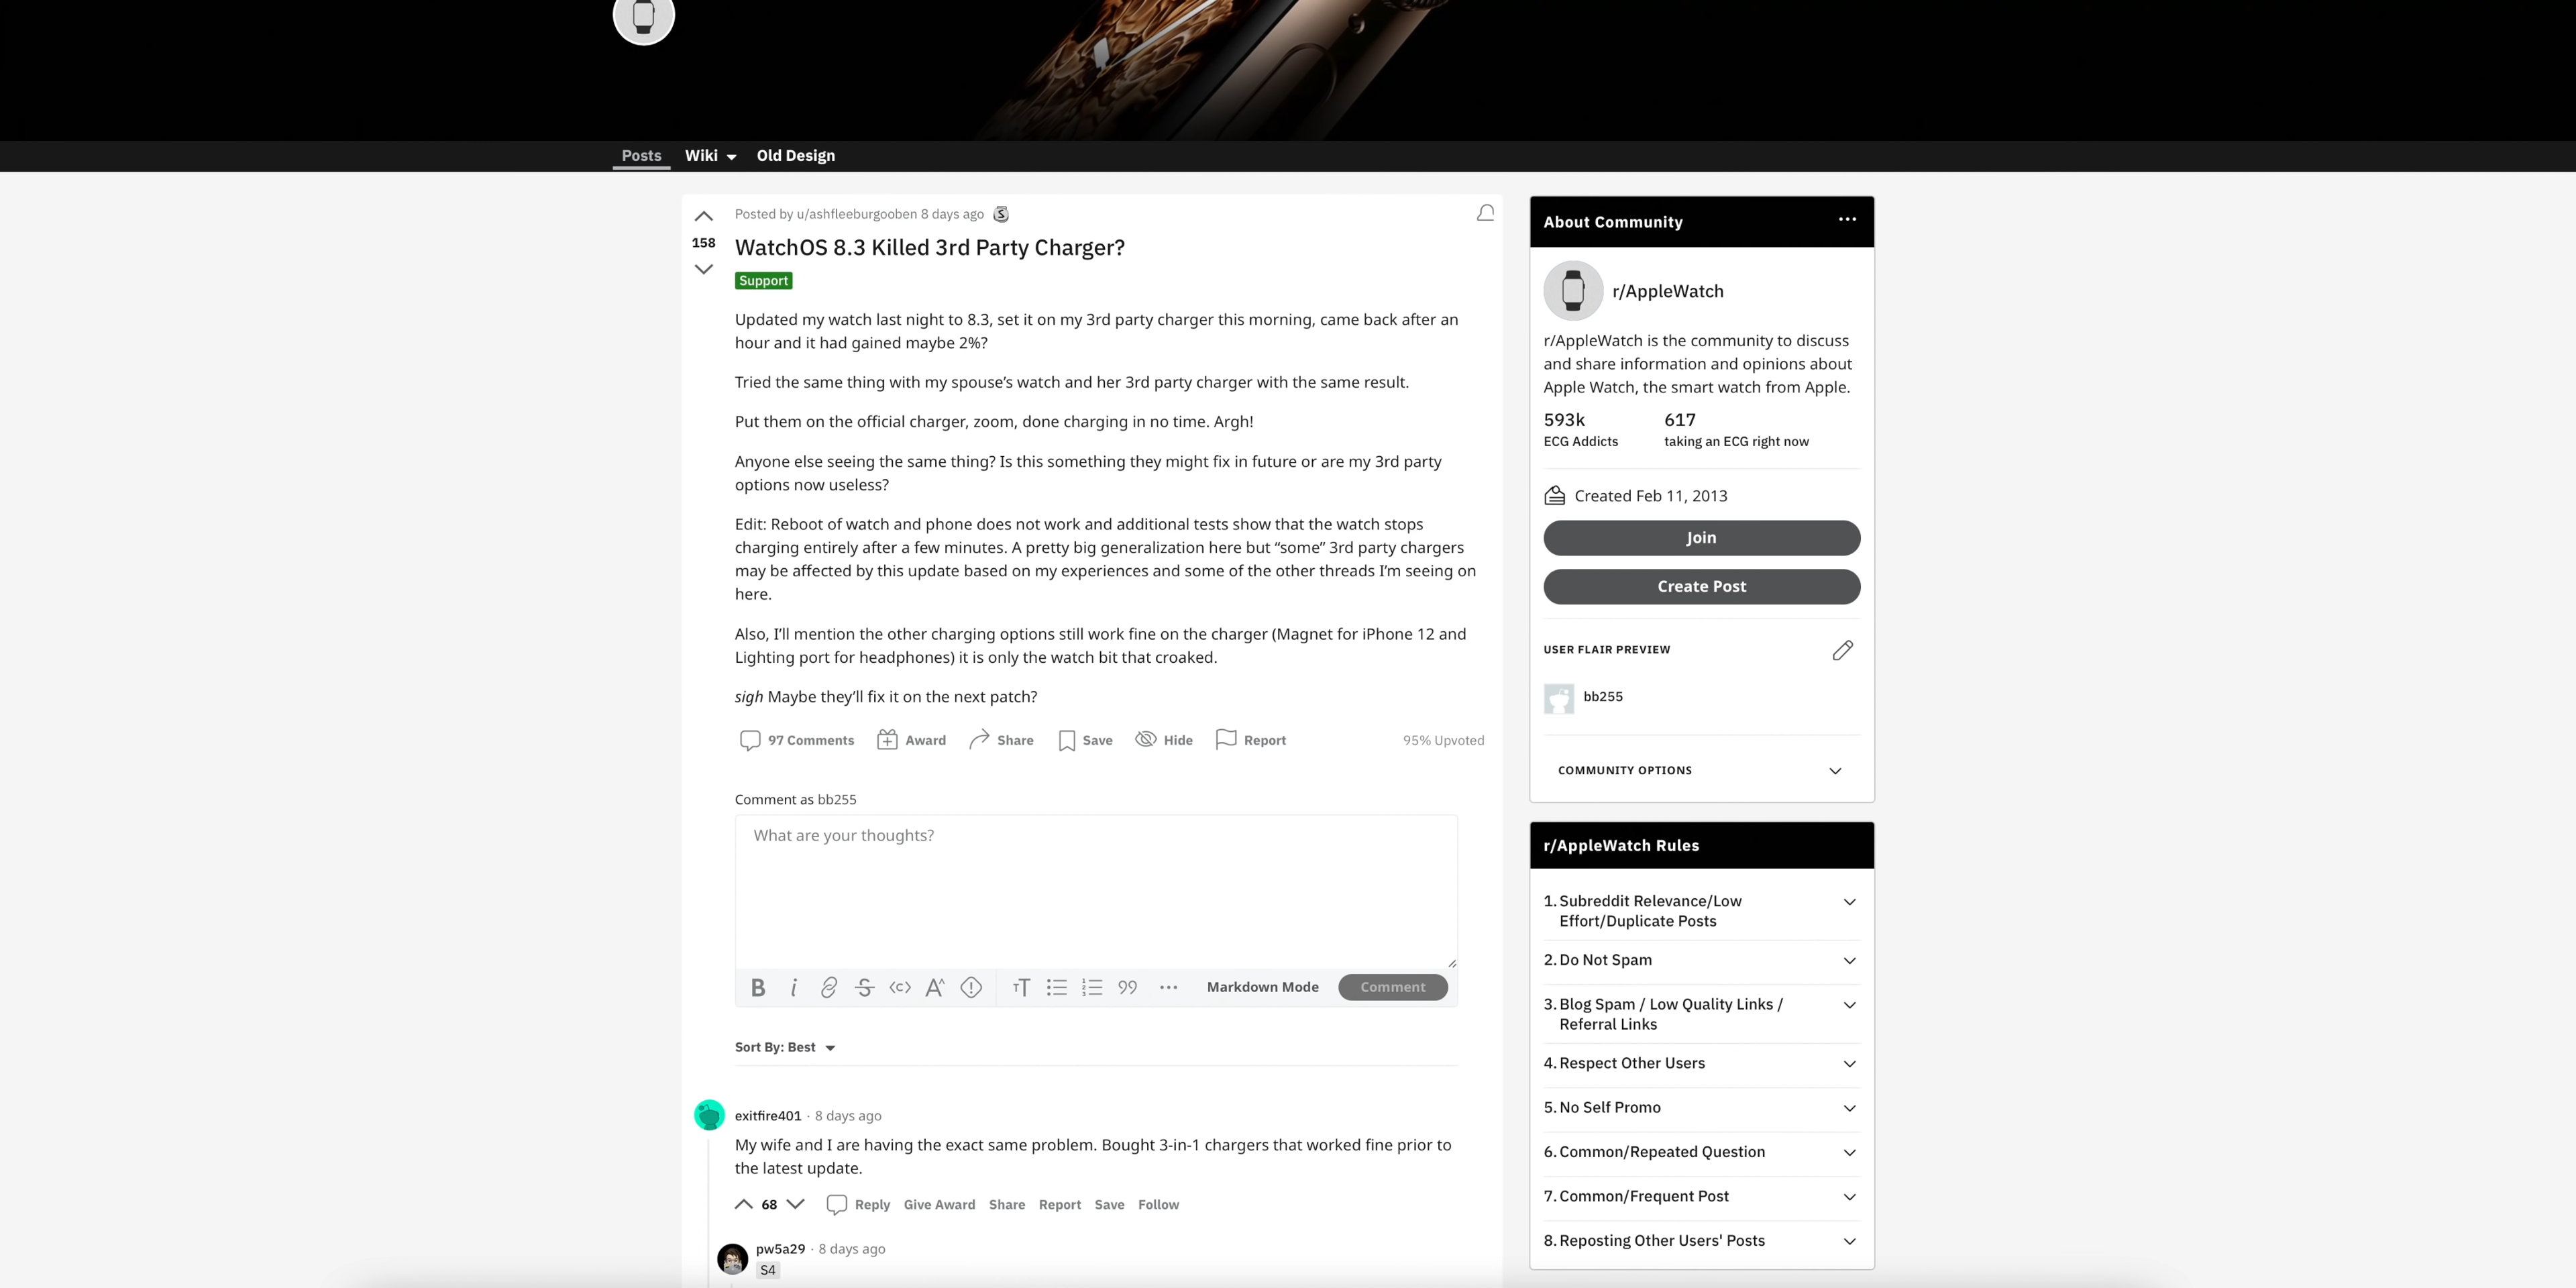 Posts Wiki Old Design
Posted by u/ashfleeburgooben 8 days ago
158
WatchOS 8.3 Killed 3rd Party Charger?
Support
Updated my watch last night to 8.3, set it on my 3rd party charger this morning, came back after an
hour and it had gained maybe 2%?
Tried the same thing with my spouse’s watch and her 3rd party charger with the same result.
Put them on the official charger, zoom, done charging in no time. Argh!
Anyone else seeing the same thing? Is this something they might fix in future or are my 3rd party
options now useless?
Edit: Reboot of watch and phone does not work and additional tests show that the watch stops
charging entirely after a few minutes. A pretty big generalization here but “some” 3rd party chargers
may be affected by this update based on my experiences and some of the other threads I’m seeing on
here.
Also, I’ll mention the other charging options still work fine on the charger (Magnet for iPhone 12 and
Lighting port for headphones) it is only the watch bit that croaked.
sigh Maybe they’ll fix it on the next patch?
97 Comments Award Share Save Hide Report 95% Upvoted
Comment as bb255
What are your thoughts?
Markdown Mode Comment
Sort By: Best
exitfire401 · 8 days ago
My wife and I are having the exact same problem. Bought 3-in-1 chargers that worked fine prior to
the latest update.
68 Reply Give Award Share Report Save Follow
pw5a29 · 8 days ago
S4
About Community
r/AppleWatch
r/AppleWatch is the community to discuss
and share information and opinions about
Apple Watch, the smart watch from Apple.
593k 617
ECG Addicts taking an ECG right now
Created Feb 11, 2013
Join
Create Post
USER FLAIR PREVIEW
bb255
COMMUNITY OPTIONS
r/AppleWatch Rules
1. Subreddit Relevance/Low
Effort/Duplicate Posts
2. Do Not Spam
3. Blog Spam / Low Quality Links /
Referral Links
4. Respect Other Users
5. No Self Promo
6. Common/Repeated Question
7. Common/Frequent Post
8. Reposting Other Users' Posts